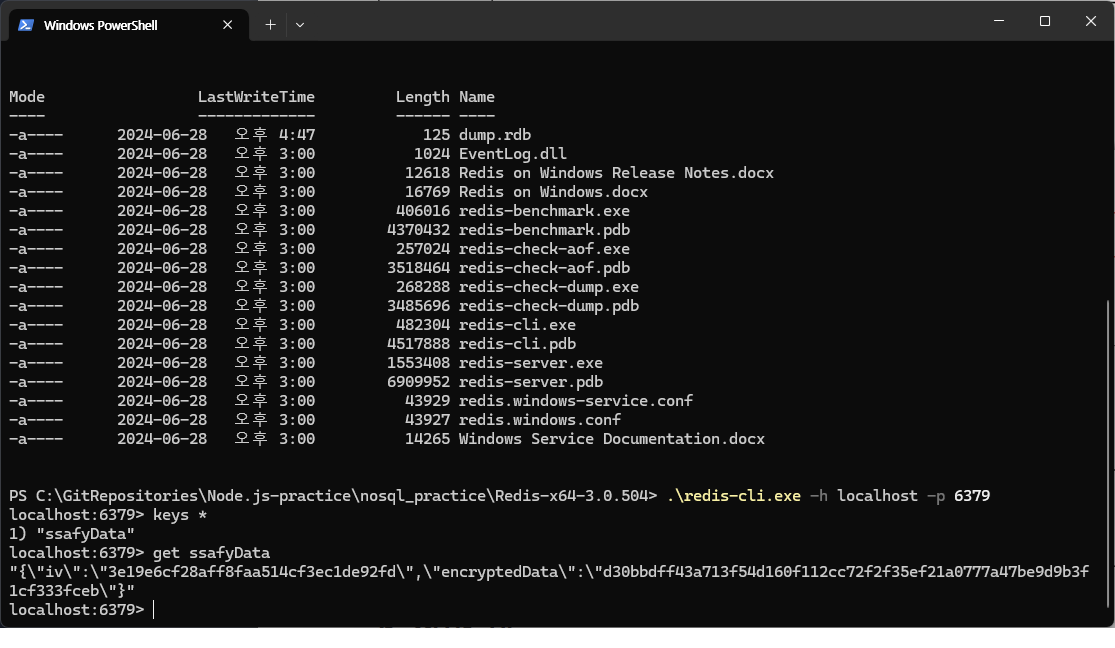 Windows PowerShell
Mode LastWriteTime Length Name
---- ------------- ------ ----
-a---- 2024-06-28 오후 4:47 125 dump.rdb
-a---- 2024-06-28 오후 3:00 1024 EventLog.dll
-a---- 2024-06-28 오후 3:00 12618 Redis on Windows Release Notes.docx
-a---- 2024-06-28 오후 3:00 16769 Redis on Windows.docx
-a---- 2024-06-28 오후 3:00 406016 redis-benchmark.exe
-a---- 2024-06-28 오후 3:00 4370432 redis-benchmark.pdb
-a---- 2024-06-28 오후 3:00 257024 redis-check-aof.exe
-a---- 2024-06-28 오후 3:00 3518464 redis-check-aof.pdb
-a---- 2024-06-28 오후 3:00 268288 redis-check-dump.exe
-a---- 2024-06-28 오후 3:00 3485696 redis-check-dump.pdb
-a---- 2024-06-28 오후 3:00 482304 redis-cli.exe
-a---- 2024-06-28 오후 3:00 4517888 redis-cli.pdb
-a---- 2024-06-28 오후 3:00 1553408 redis-server.exe
-a---- 2024-06-28 오후 3:00 6909952 redis-server.pdb
-a---- 2024-06-28 오후 3:00 43929 redis.windows-service.conf
-a---- 2024-06-28 오후 3:00 43927 redis.windows.conf
-a---- 2024-06-28 오후 3:00 14265 Windows Service Documentation.docx
PS C:\GitRepositories\Node.js-practice\nosql_practice\Redis-x64-3.0.504> .\redis-cli.exe -h localhost -p 6379
localhost:6379> keys *
1) "ssafyData"
localhost:6379> get ssafyData
"{\"iv\":\"3e19e6cf28aff8faa514cf3ec1de92fd\",\"encryptedData\":\"d30bbdff43a713f54d160f112cc72f2f35ef21a0777a47be9d9b3f
1cf333fceb\"}"
localhost:6379>